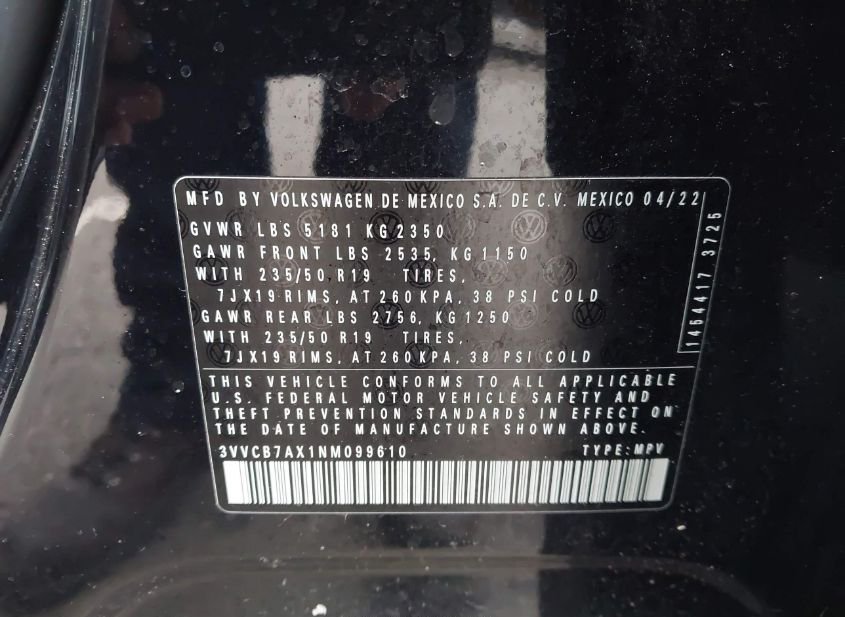 MFD BY VOLKSWAGEN DE MEXICO S.A. DE C.V. MEXICO 04/22
GVWR LBS 5181 KG 2350
GAWR FRONT LBS 2535, KG 1150
WITH 235/50 R19 TIRES,
7JX19 RIMS, AT 260 KPA, 38 PSI COLD
GAWR REAR LBS 2756, KG 1250
WITH 235/50 R19 TIRES,
7JX19 RIMS, AT 260 KPA, 38 PSI COLD
1454417 3725
THIS VEHICLE CONFORMS TO ALL APPLICABLE
U.S. FEDERAL MOTOR VEHICLE SAFETY AND
THEFT PREVENTION STANDARDS IN EFFECT ON
THE DATE OF MANUFACTURE SHOWN ABOVE.
3VVCB7AX1NM099610 TYPE:MPV